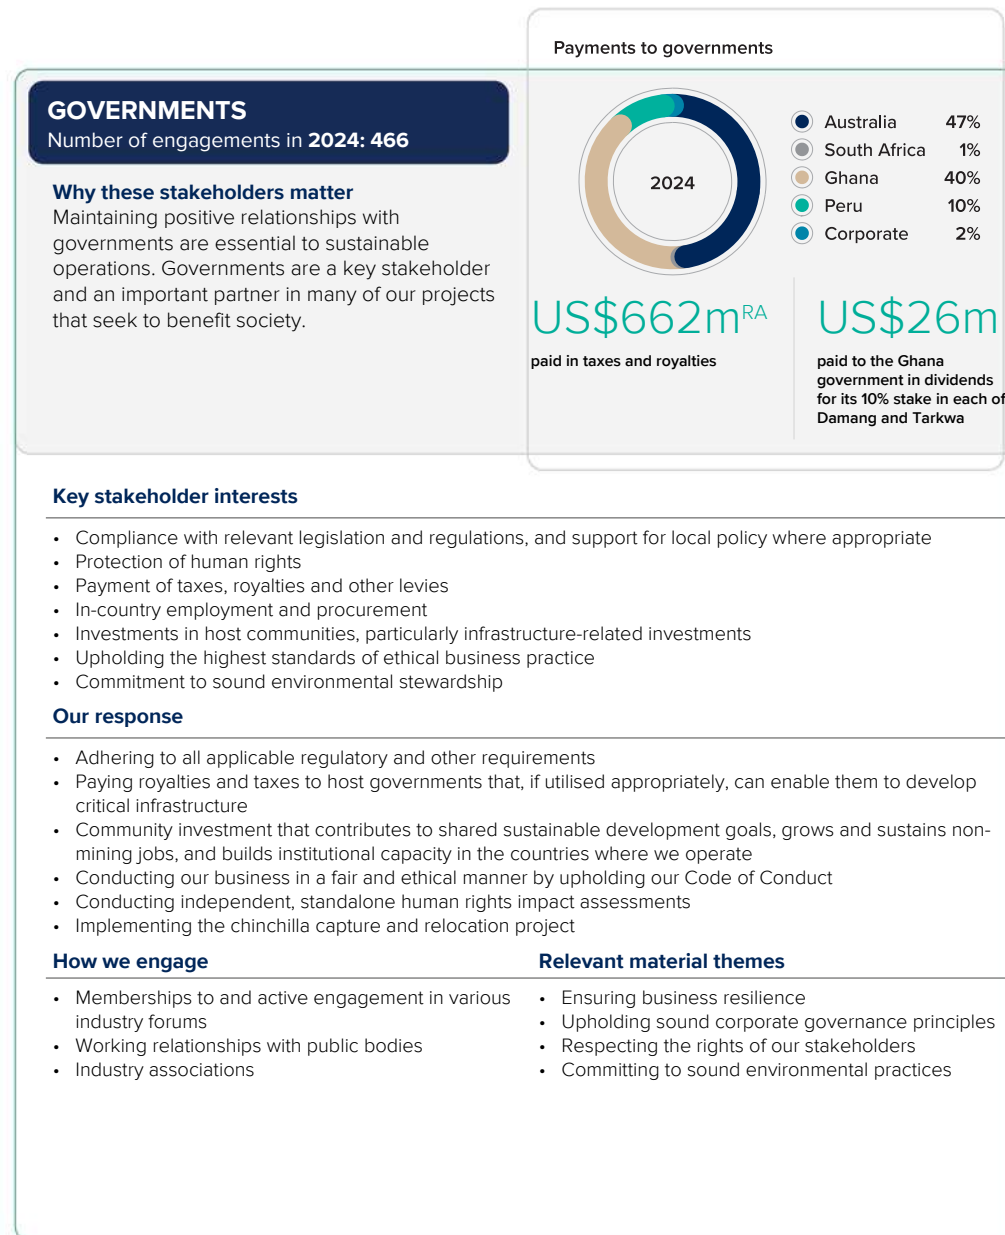 Payments to governments
GOVERNMENTS
Number of engagements in 2024: 466
Why these stakeholders matter
Maintaining positive relationships with
governments are essential to sustainable
operations. Governments are a key stakeholder
and an important partner in many of our projects
that seek to benefit society.
2024
Australia 47%
South Africa 1%
Ghana 40%
Peru 10%
Corporate 2%
US$662mRA
paid in taxes and royalties
US$26m
paid to the Ghana
government in dividends
for its 10% stake in each of
Damang and Tarkwa
Key stakeholder interests
• Compliance with relevant legislation and regulations, and support for local policy where appropriate
• Protection of human rights
• Payment of taxes, royalties and other levies
• In-country employment and procurement
• Investments in host communities, particularly infrastructure-related investments
• Upholding the highest standards of ethical business practice
• Commitment to sound environmental stewardship
Our response
• Adhering to all applicable regulatory and other requirements
• Paying royalties and taxes to host governments that, if utilised appropriately, can enable them to develop
critical infrastructure
• Community investment that contributes to shared sustainable development goals, grows and sustains non-
mining jobs, and builds institutional capacity in the countries where we operate
• Conducting our business in a fair and ethical manner by upholding our Code of Conduct
• Conducting independent, standalone human rights impact assessments
• Implementing the chinchilla capture and relocation project
How we engage
• Memberships to and active engagement in various
industry forums
• Working relationships with public bodies
• Industry associations
Relevant material themes
• Ensuring business resilience
• Upholding sound corporate governance principles
• Respecting the rights of our stakeholders
• Committing to sound environmental practices